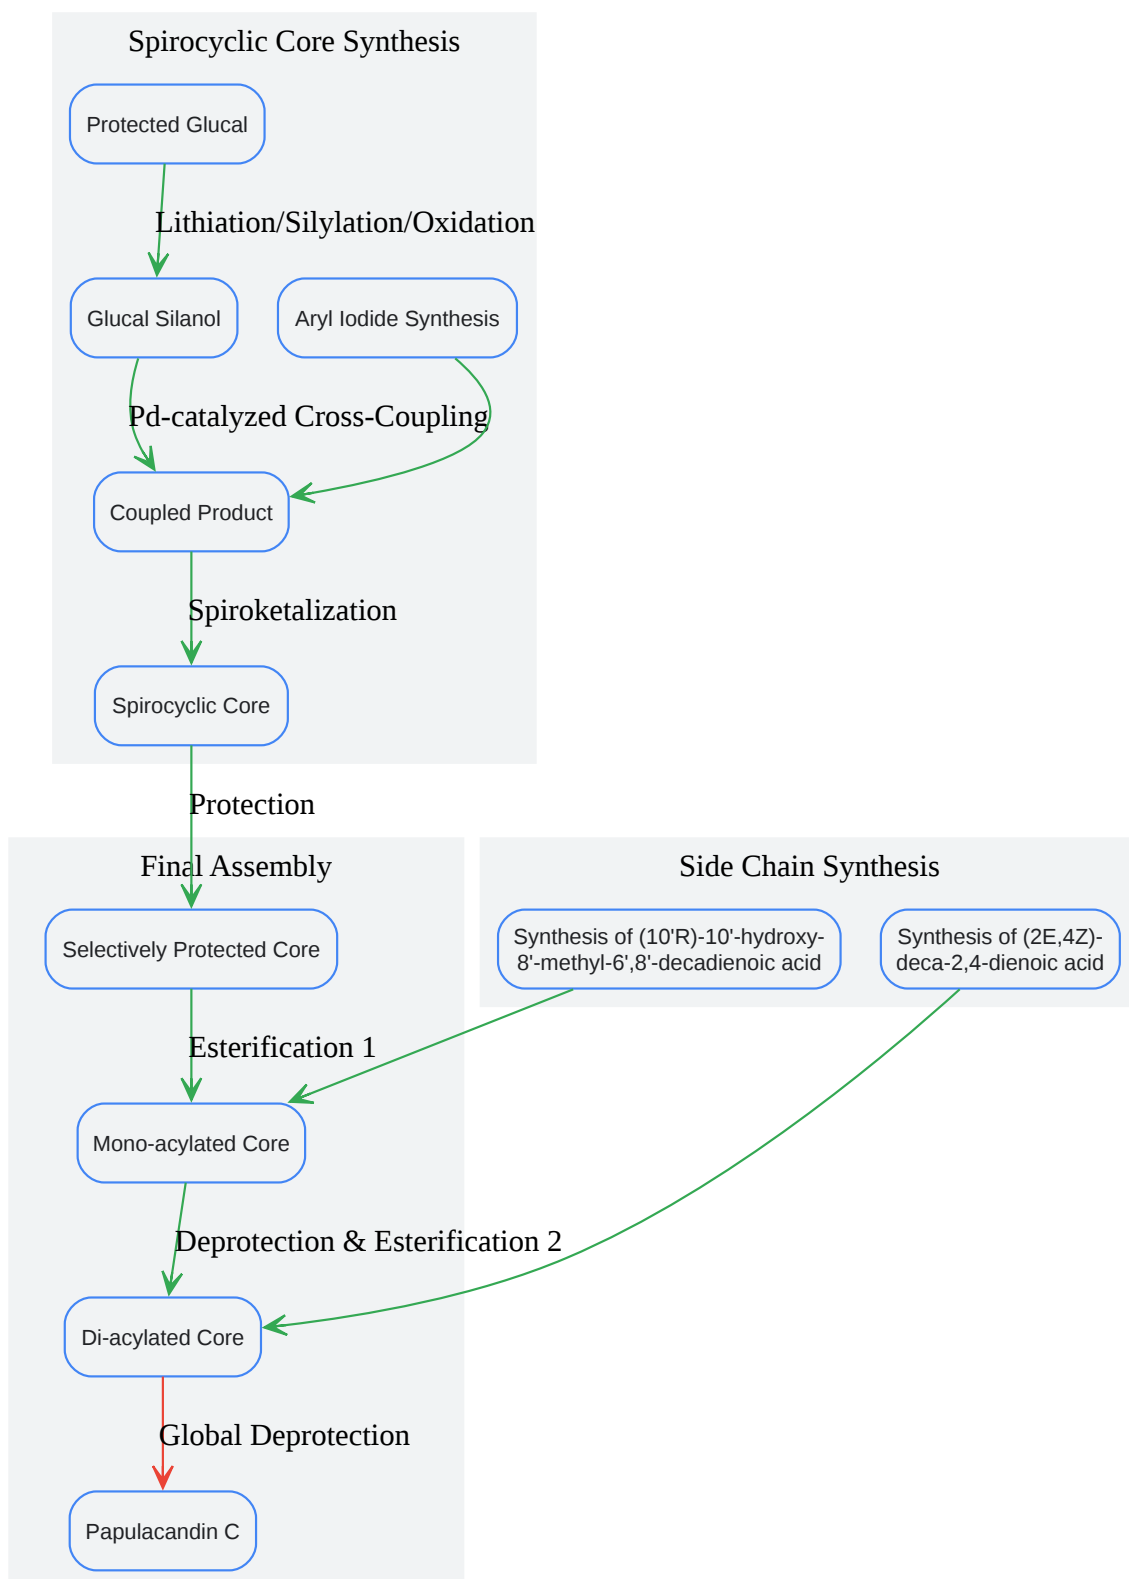 Spirocyclic Core Synthesis
Protected Glucal
Lithiation/Silylation/Oxidation
Glucal Silanol
Aryl Iodide Synthesis
Pd-catalyzed Cross-Coupling
Coupled Product
Spiroketalization
Spirocyclic Core
Protection
Final Assembly
Side Chain Synthesis
Selectively Protected Core
Synthesis of (10'R)-10'-hydroxy-
8'-methyl-6',8'-decadienoic acid
Synthesis of (2E,4Z)-
deca-2,4-dienoic acid
Esterification 1
Mono-acylated Core
Deprotection & Esterification 2
Di-acylated Core
Global Deprotection
Papulacandin C